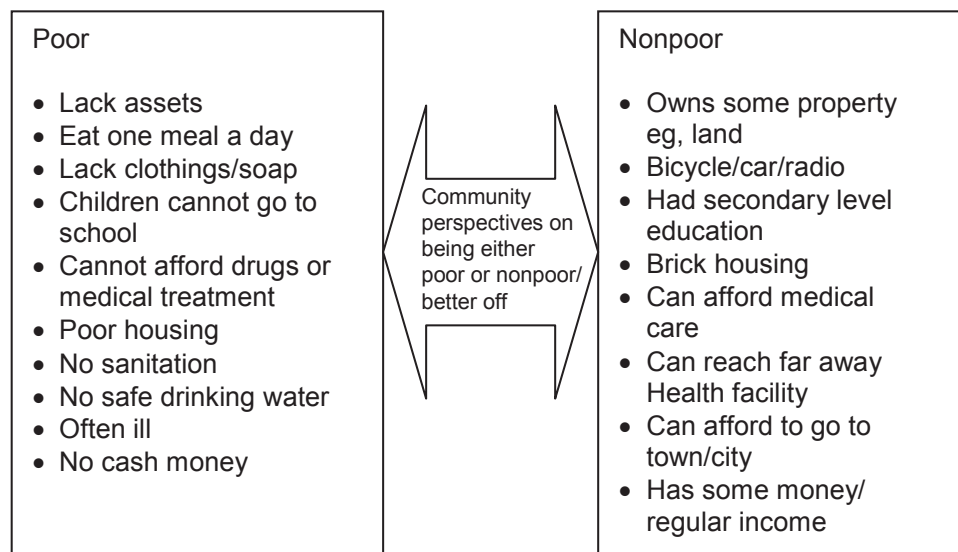 Poor
• Lack assets
• Eat one meal a day
• Lack clothings/soap
• Children cannot go to
school
• Cannot afford drugs or
medical treatment
• Poor housing
• No sanitation
• No safe drinking water
• Often ill
• No cash money
Community
perspectives on
being either
poor or nonpoor/
better off
Nonpoor
• Owns some property
eg, land
• Bicycle/car/radio
• Had secondary level
education
• Brick housing
• Can afford medical
care
• Can reach far away
Health facility
• Can afford to go to
town/city
• Has some money/
regular income